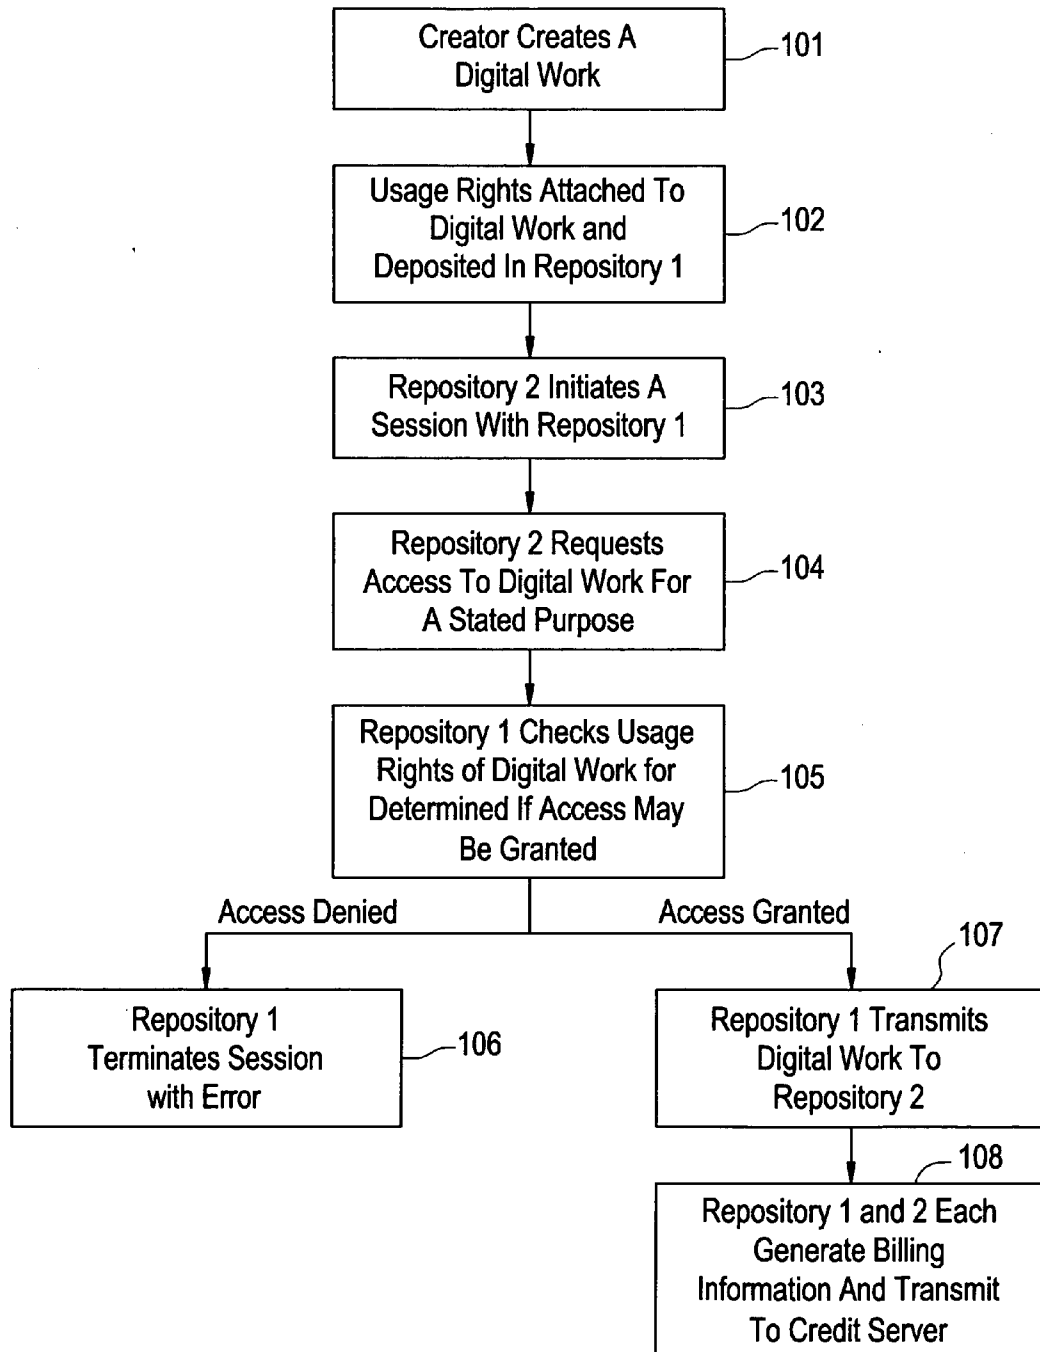 Creator Creates A
Digital Work
101
Usage Rights Attached To
Digital Work and
Deposited In Repository 1
102
Repository 2 Initiates A
Session With Repository 1
103
Repository 2 Requests
Access To Digital Work For
A Stated Purpose
104
Repository 1 Checks Usage
Rights of Digital Work for
Determined If Access May
Be Granted
105
Access Denied
Access Granted
Repository 1
Terminates Session
with Error
106
107
Repository 1 Transmits
Digital Work To
Repository 2
108
Repository 1 and 2 Each
Generate Billing
Information And Transmit
To Credit Server